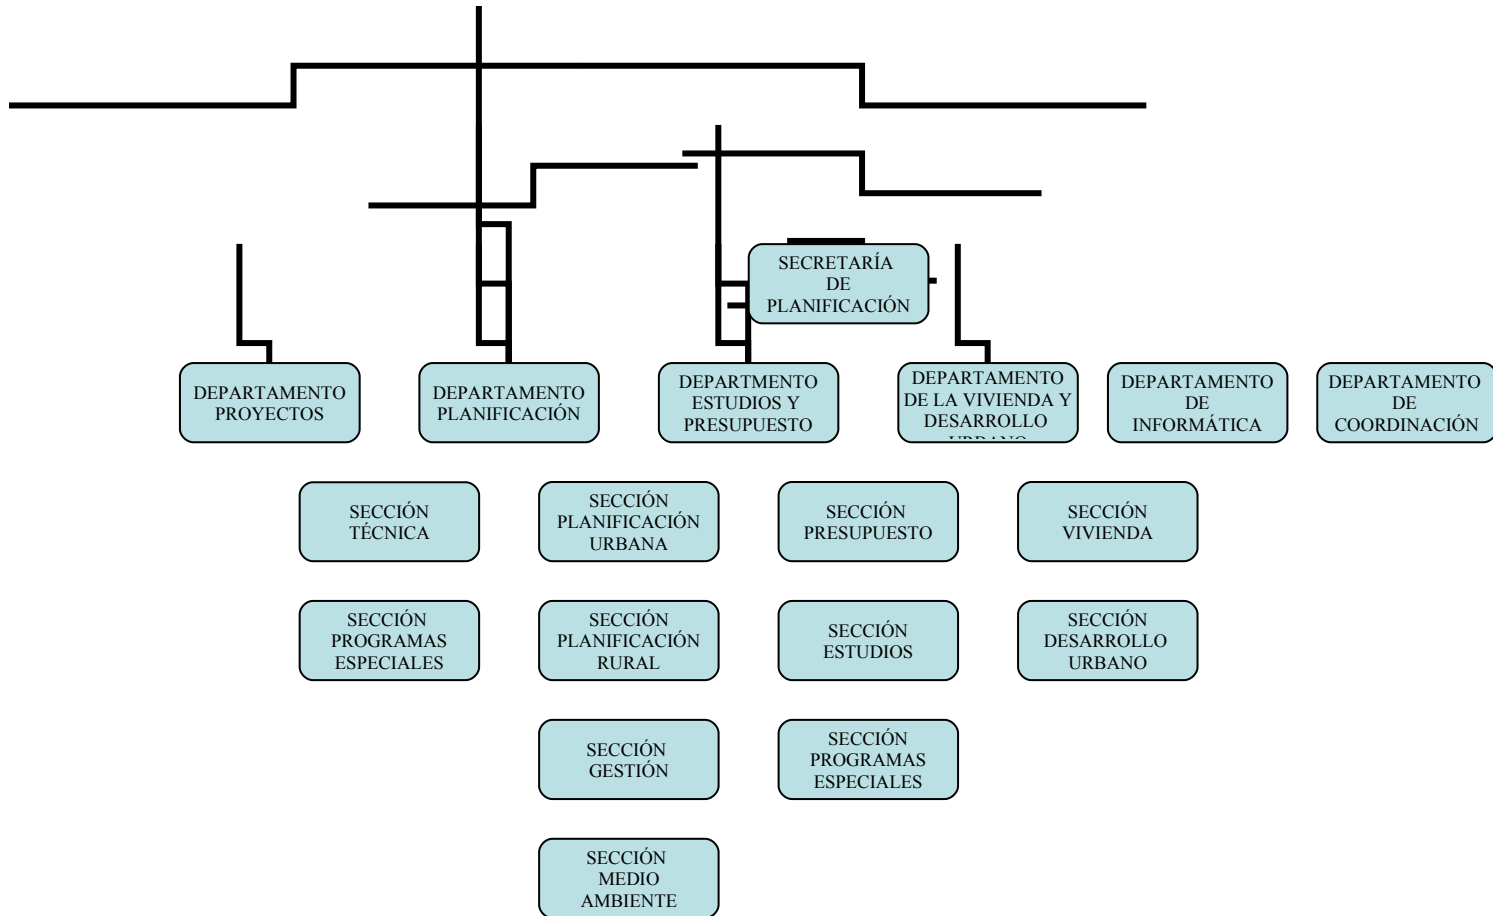 SECRETARÍA
DE
PLANIFICACIÓN
DEPARTAMENTO
PROYECTOS
DEPARTAMENTO
PLANIFICACIÓN
DEPARTMENTO
ESTUDIOS Y
PRESUPUESTO
DEPARTAMENTO
DE LA VIVIENDA Y
DESARROLLO
URBANO
DEPARTAMENTO
DE
INFORMÁTICA
DEPARTAMENTO
DE
COORDINACIÓN
SECCIÓN
TÉCNICA
SECCIÓN
PLANIFICACIÓN
URBANA
SECCIÓN
PRESUPUESTO
SECCIÓN
VIVIENDA
SECCIÓN
PROGRAMAS
ESPECIALES
SECCIÓN
PLANIFICACIÓN
RURAL
SECCIÓN
ESTUDIOS
SECCIÓN
DESARROLLO
URBANO
SECCIÓN
GESTIÓN
SECCIÓN
PROGRAMAS
ESPECIALES
SECCIÓN
MEDIO
AMBIENTE